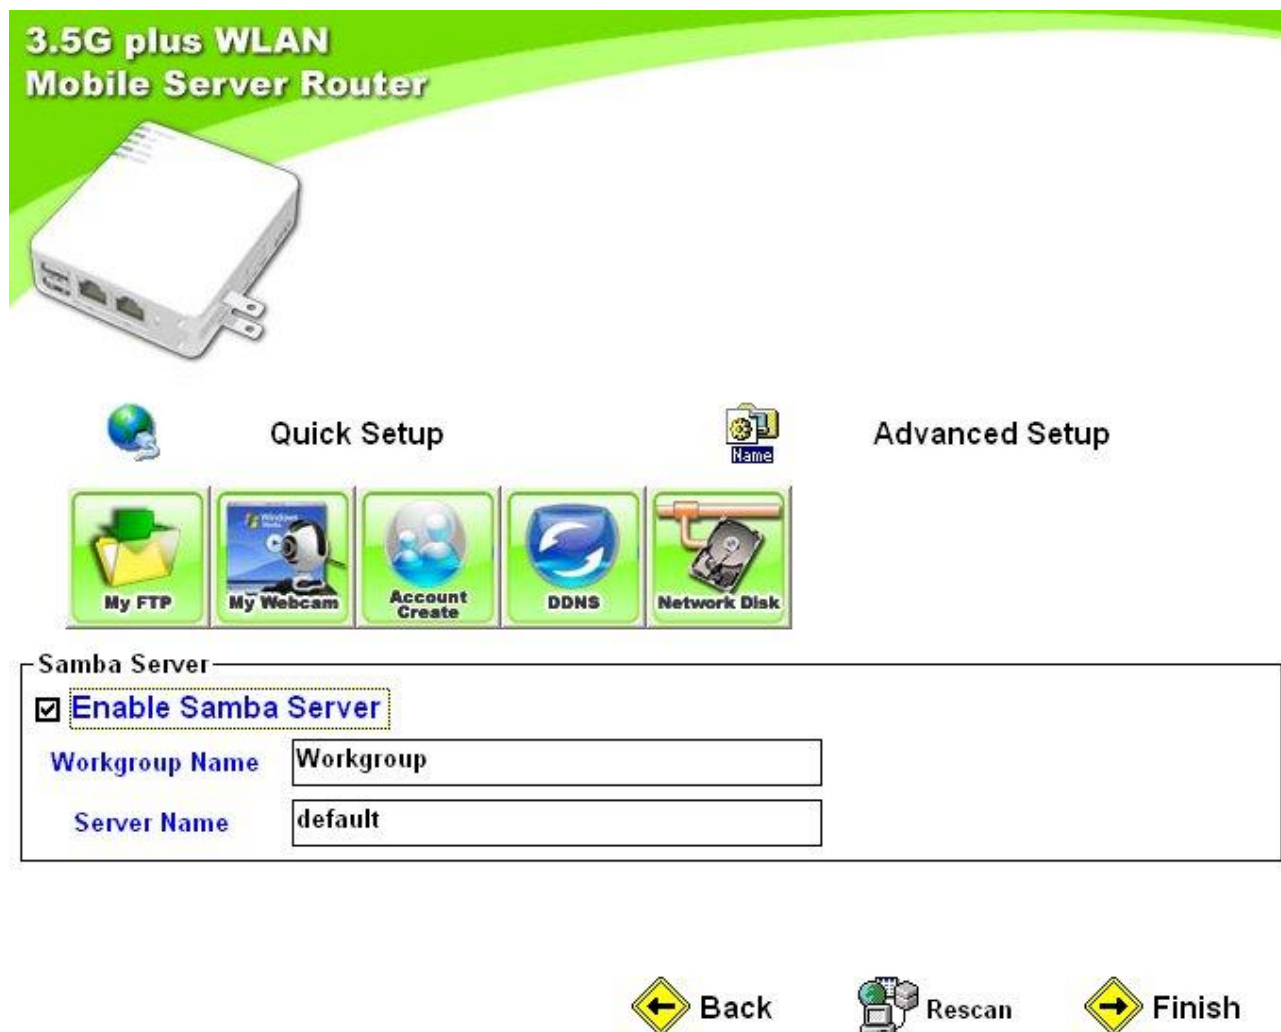 3.5G plus WLAN
Mobile Server Router
Quick Setup
Name
Advanced Setup
My FTP
My Webcam
Account
Create
DDNS
Network Disk
Samba Server
Enable Samba Server
Workgroup Name Workgroup
Server Name default
Back Rescan Finish